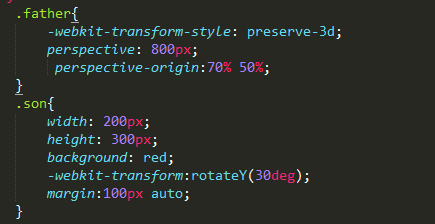 .father{
-webkit-transform-style: preserve-3d;
perspective: 800px;
perspective-origin:70% 50%;
}
.son{
width: 200px;
height: 300px;
background: red;
-webkit-transform:rotateY(30deg);
margin:100px auto;
}